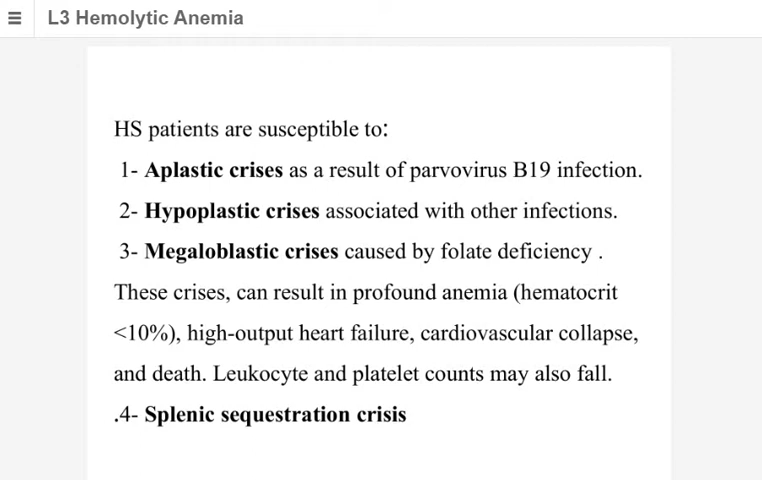 L3 Hemolytic Anemia
HS patients are susceptible to:
1- Aplastic crises as a result of parvovirus B19 infection.
2- Hypoplastic crises associated with other infections.
3- Megaloblastic crises caused by folate deficiency .
These crises, can result in profound anemia (hematocrit
<10%), high-output heart failure, cardiovascular collapse,
and death. Leukocyte and platelet counts may also fall.
.4- Splenic sequestration crisis